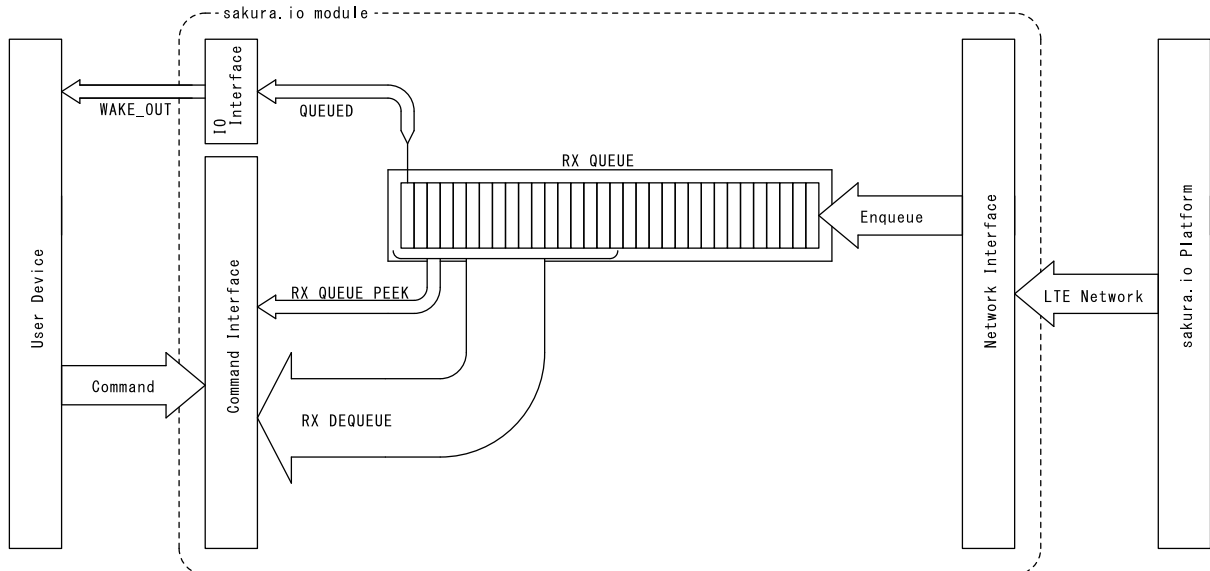 sakura.io module
User Device
WAKE_OUT
IO
Interface
QUEUED
RX QUEUE
Enqueue
Network Interface
LTE Network
sakura.io Platform
Command Interface
RX QUEUE PEEK
Command
RX DEQUEUE